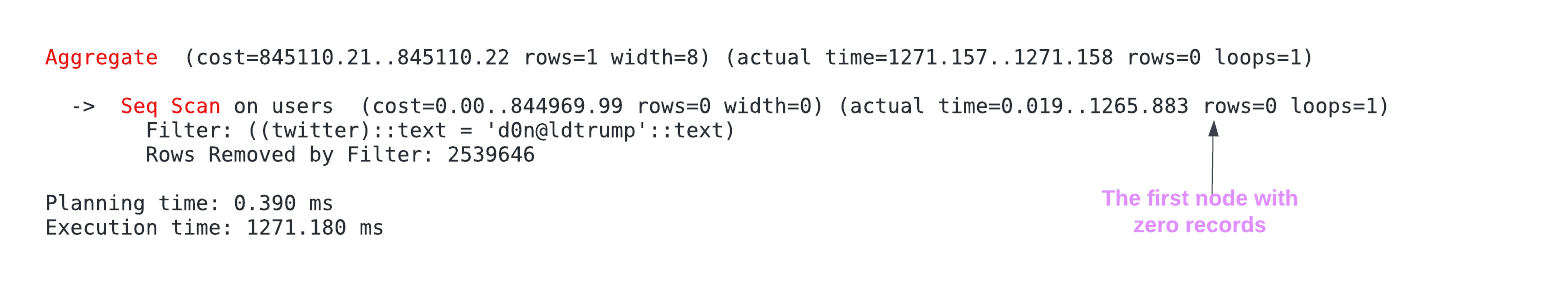 Aggregate  (cost=845110.21..845110.22 rows=1 width=8) (actual time=1271.157..1271.158 rows=0 loops=1)
  ->  Seq Scan on users  (cost=0.00..844969.99 rows=0 width=0) (actual time=0.019..1265.883 rows=0 loops=1)
        Filter: ((twitter)::text = 'd0n@ldtrump'::text)
        Rows Removed by Filter: 2539646
Planning time: 0.390 ms
Execution time: 1271.180 ms
The first node with
zero records